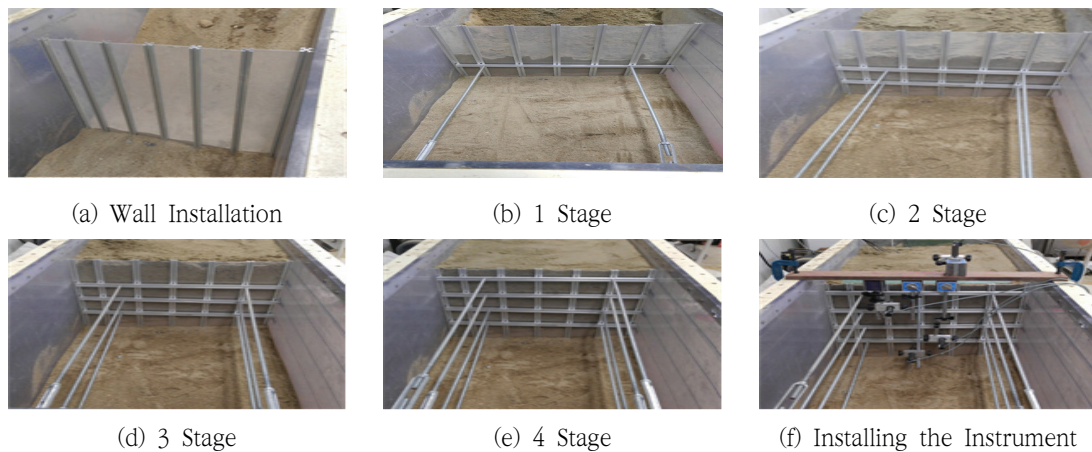 (a) Wall Installation
(b) 1 Stage
(c) 2 Stage
(d) 3 Stage
(e) 4 Stage
(f) Installing the Instrument